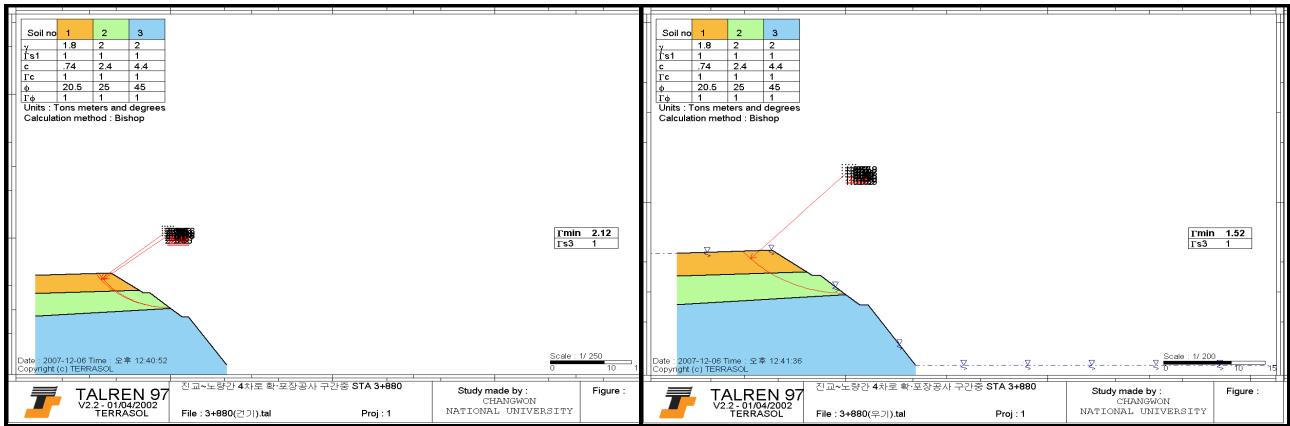 Soil no 1 2 3
γ 1.8 2 2
Γs1 1 1 1
c .74 2.4 4.4
Γc 1 1 1
ϕ 20.5 25 45
Γϕ 1 1 1
Units : Tons meters and degrees
Calculation method : Bishop
Γmin 2.12
Γs3 1
Date : 2007-12-06 Time : 오후 12:40:52
Copyright (c) TERRASOL
Scale : 1/ 250
0 10 1
TALREN 97
V2.2 - 01/04/2002
TERRASOL
진교~노량간 4차로 확·포장공사 구간중 STA 3+880
File : 3+880(건기).tal Proj : 1
Study made by :
CHANGWON
NATIONAL UNIVERSITY
Figure :
Soil no 1 2 3
γ 1.8 2 2
Γs1 1 1 1
c .74 2.4 4.4
Γc 1 1 1
ϕ 20.5 25 45
Γϕ 1 1 1
Units : Tons meters and degrees
Calculation method : Bishop
Γmin 1.52
Γs3 1
Date : 2007-12-06 Time : 오후 12:41:36
Copyright (c) TERRASOL
Scale : 1/ 200
0 10 15
TALREN 97
V2.2 - 01/04/2002
TERRASOL
진교~노량간 4차로 확·포장공사 구간중 STA 3+880
File : 3+880(우기).tal Proj : 1
Study made by :
CHANGWON
NATIONAL UNIVERSITY
Figure :